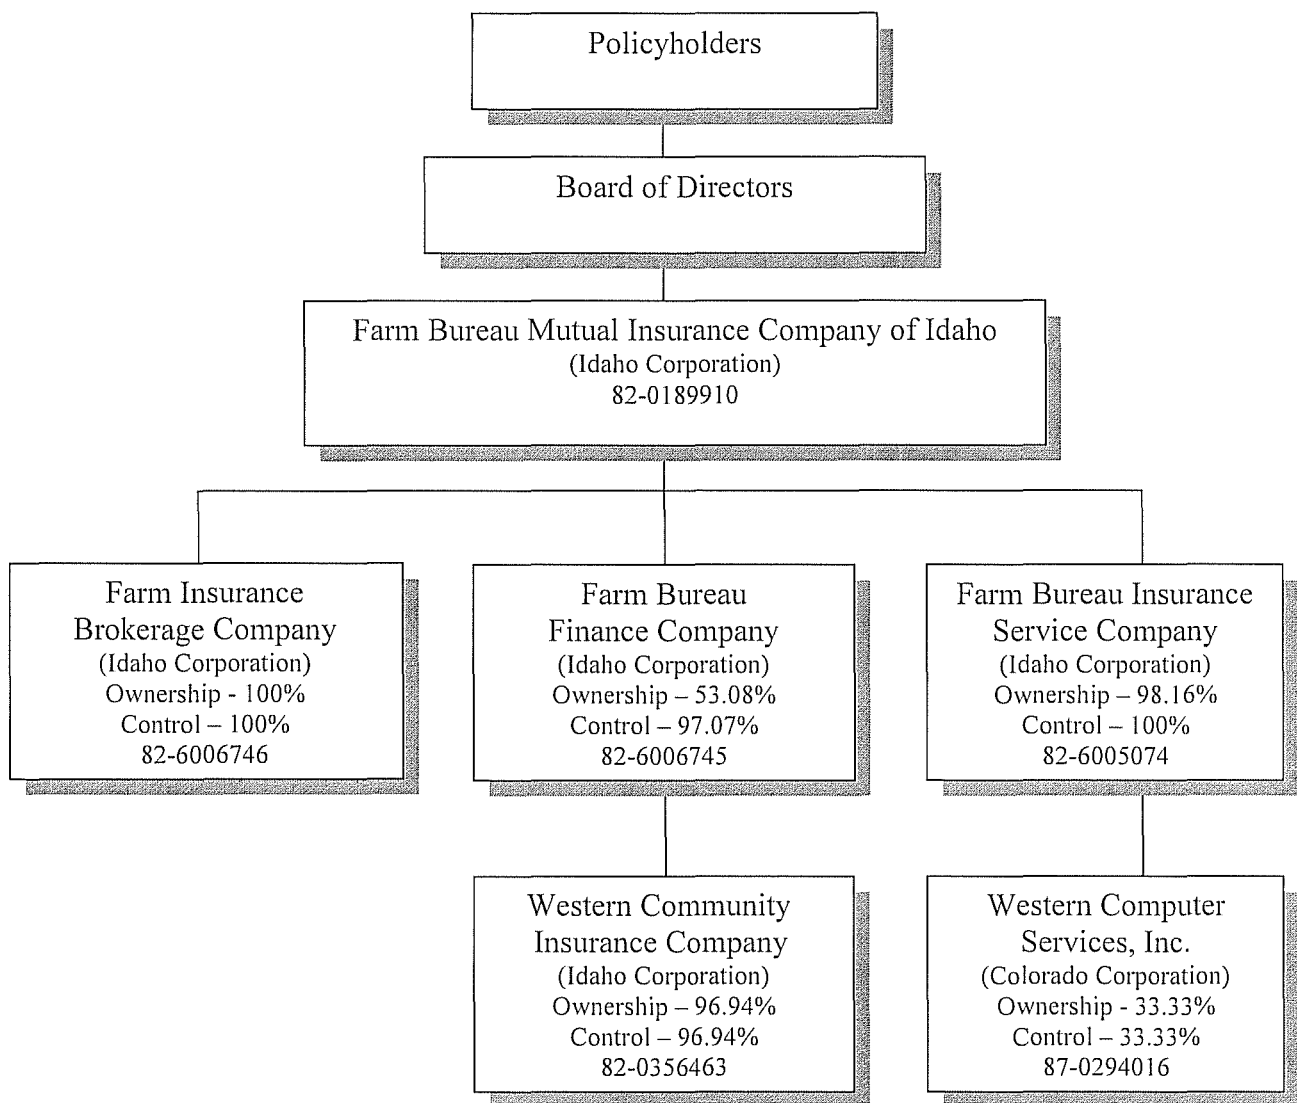 Policyholders
Board of Directors
Farm Bureau Mutual Insurance Company of Idaho
(Idaho Corporation)
82-0189910
Farm Insurance
Brokerage Company
(Idaho Corporation)
Ownership - 100%
Control – 100%
82-6006746
Farm Bureau
Finance Company
(Idaho Corporation)
Ownership – 53.08%
Control – 97.07%
82-6006745
Farm Bureau Insurance
Service Company
(Idaho Corporation)
Ownership – 98.16%
Control – 100%
82-6005074
Western Community
Insurance Company
(Idaho Corporation)
Ownership – 96.94%
Control – 96.94%
82-0356463
Western Computer
Services, Inc.
(Colorado Corporation)
Ownership - 33.33%
Control – 33.33%
87-0294016